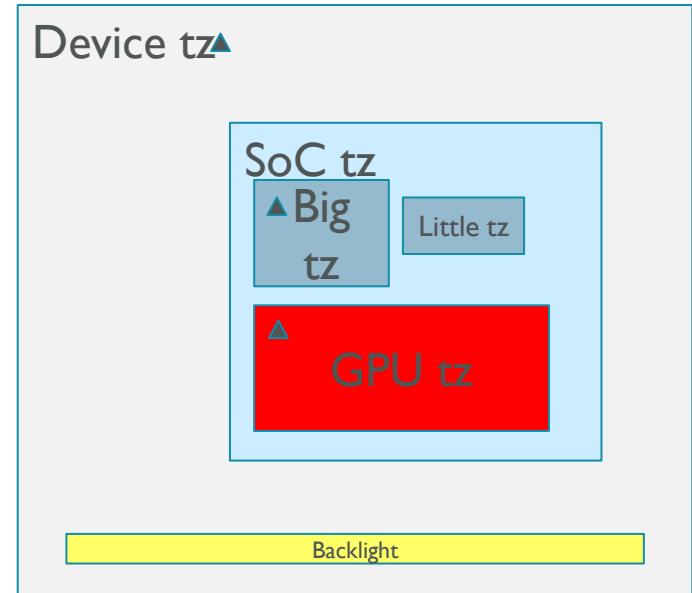 Device tz
SoC tz
Big
tz
Little tz
GPU tz
Backlight